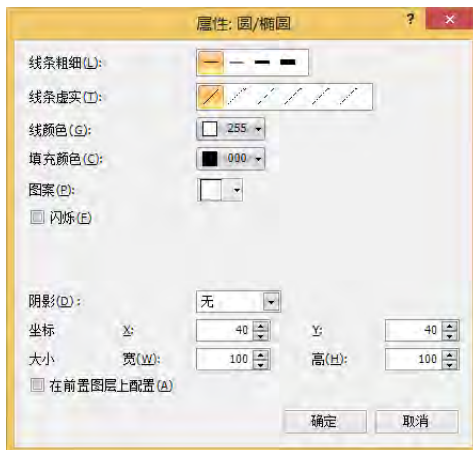 属性: 圆/椭圆 ? ×
线条粗细(L):
线条虚实(T):
线颜色(G): 255
填充颜色(C): 000
图案(P):
闪烁(F)
阴影(D): 无
坐标 X: 40 Y: 40
大小 宽(W): 100 高(H): 100
在前置图层上配置(A)
确定 取消